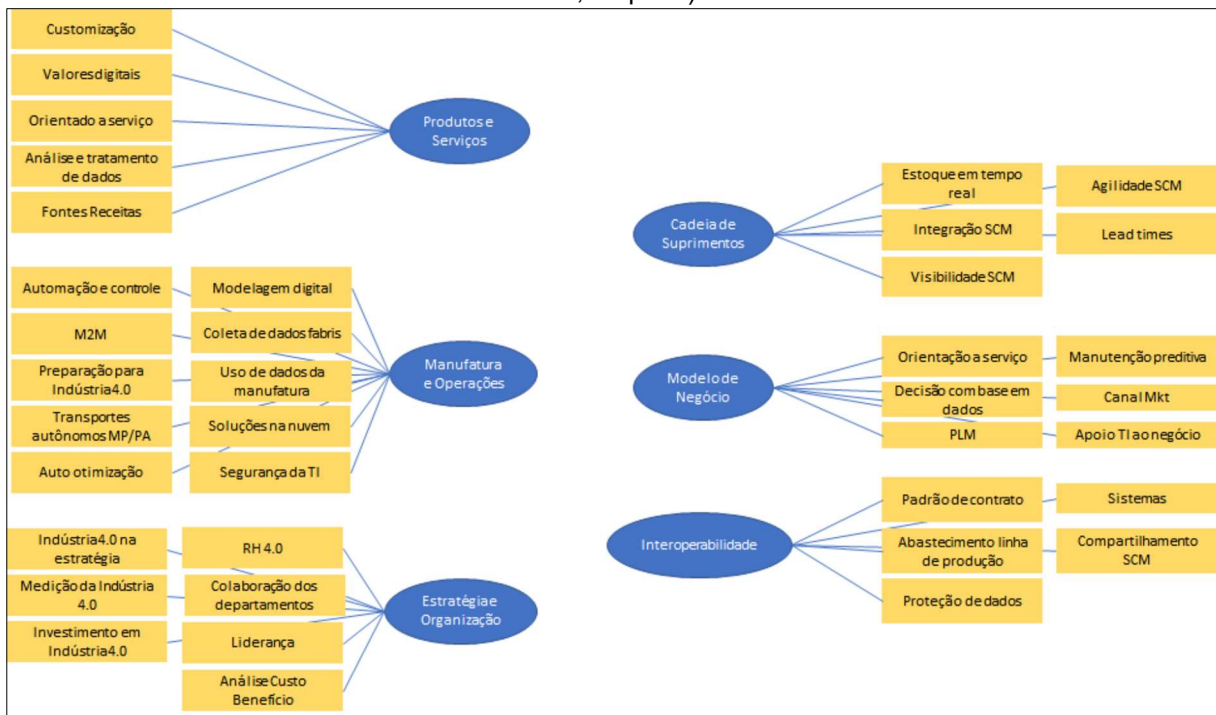 Customização
Valores digitais
Orientado a serviço
Análise e tratamento
de dados
Fontes Receitas
Produtos e
Serviços
Automação e controle
M2M
Preparação para
Indústria4.0
Transportes
autônomos MP/PA
Auto otimização
Modelagem digital
Coleta de dados fabris
Uso de dados da
manufatura
Soluções na nuvem
Segurança da TI
Manufatura
e Operações
Indústria4.0 na
estratégia
Medição da Indústria
4.0
Investimento em
Indústria4.0
RH 4.0
Colaboração dos
departamentos
Liderança
Análise Custo
Benefício
Estratégia e
Organização
Cadeia de
Suprimentos
Estoque em tempo
real
Integração SCM
Visibilidade SCM
Agilidade SCM
Lead times
Modelo de
Negócio
Orientação a serviço
Decisão com base em
dados
PLM
Manutenção preditiva
Canal Mkt
Apoio TI ao negócio
Interoperabilidade
Padrão de contrato
Abastecimento linha
de produção
Proteção de dados
Sistemas
Compartilhamento
SCM